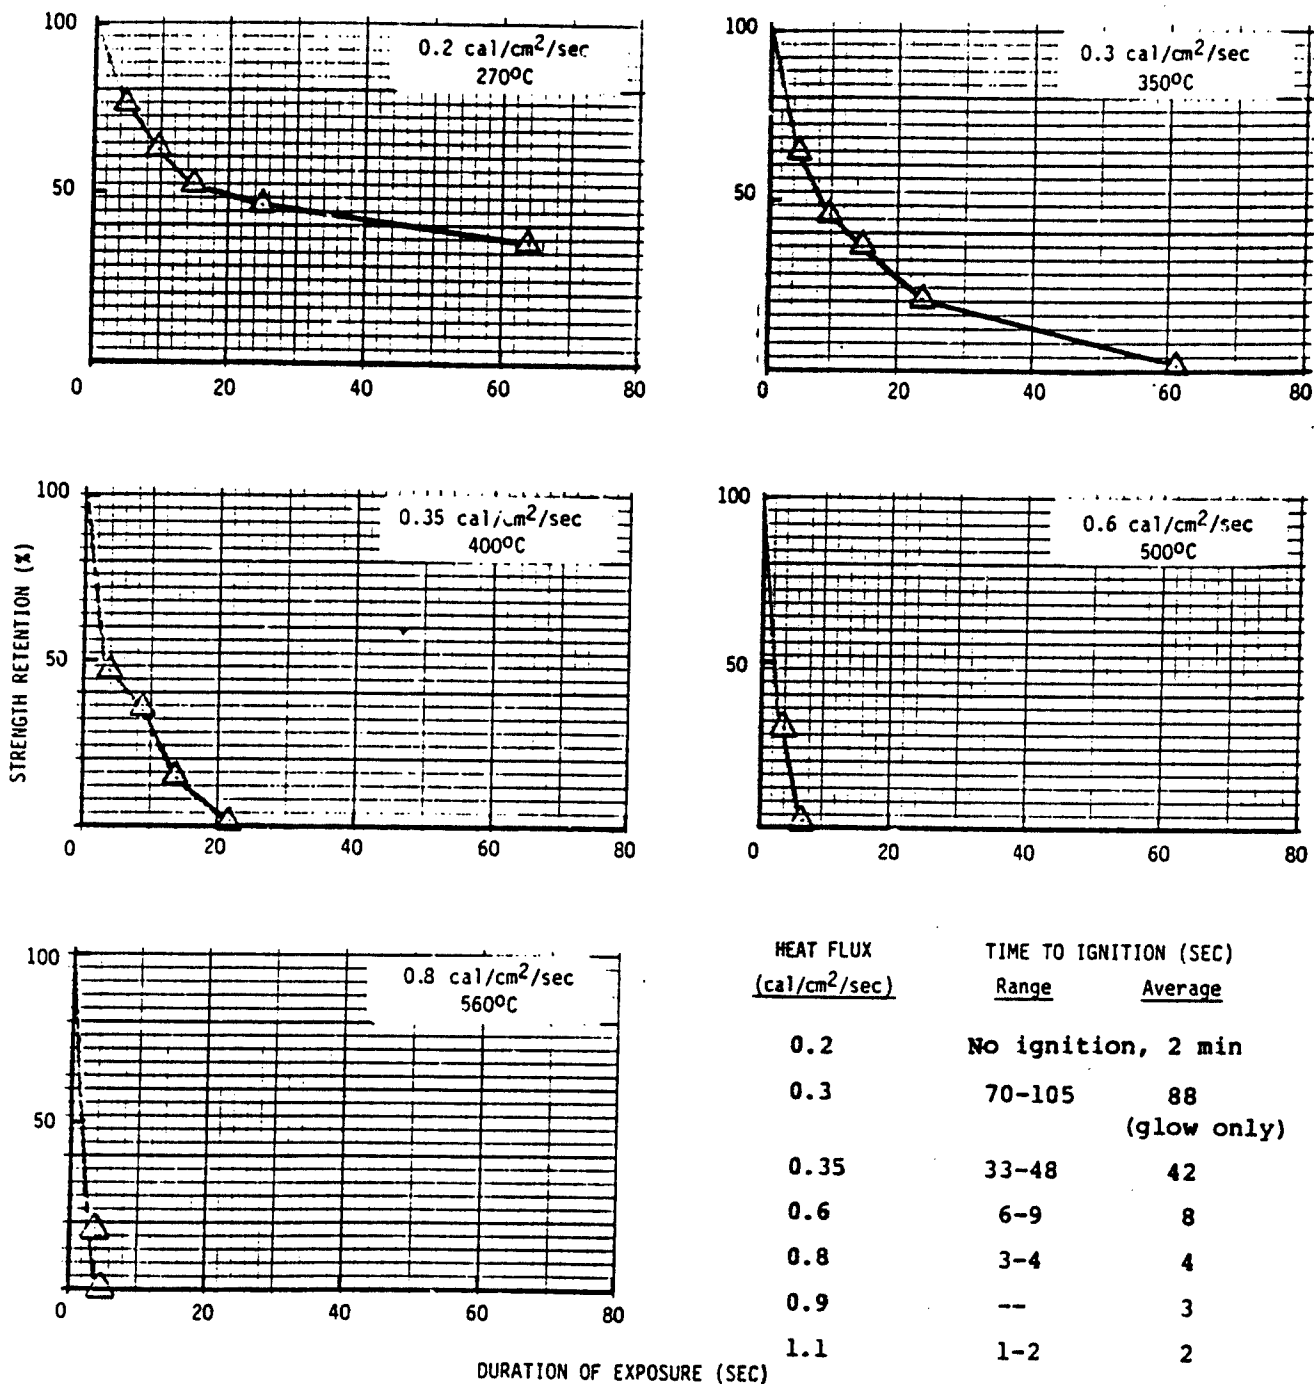 100
50
0.2 cal/cm²/sec
270°C
0 20 40 60 80
100
50
0.3 cal/cm²/sec
350°C
0 20 40 60 80
STRENGTH RETENTION (%)
100
50
0.35 cal/cm²/sec
400°C
0 20 40 60 80
100
50
0.6 cal/cm²/sec
500°C
0 20 40 60 80
100
50
0.8 cal/cm²/sec
560°C
0 20 40 60 80
HEAT FLUX TIME TO IGNITION (SEC)
(cal/cm²/sec) Range Average
0.2 No ignition, 2 min
0.3 70-105 88
(glow only)
0.35 33-48 42
0.6 6-9 8
0.8 3-4 4
0.9 -- 3
1.1 1-2 2
DURATION OF EXPOSURE (SEC)